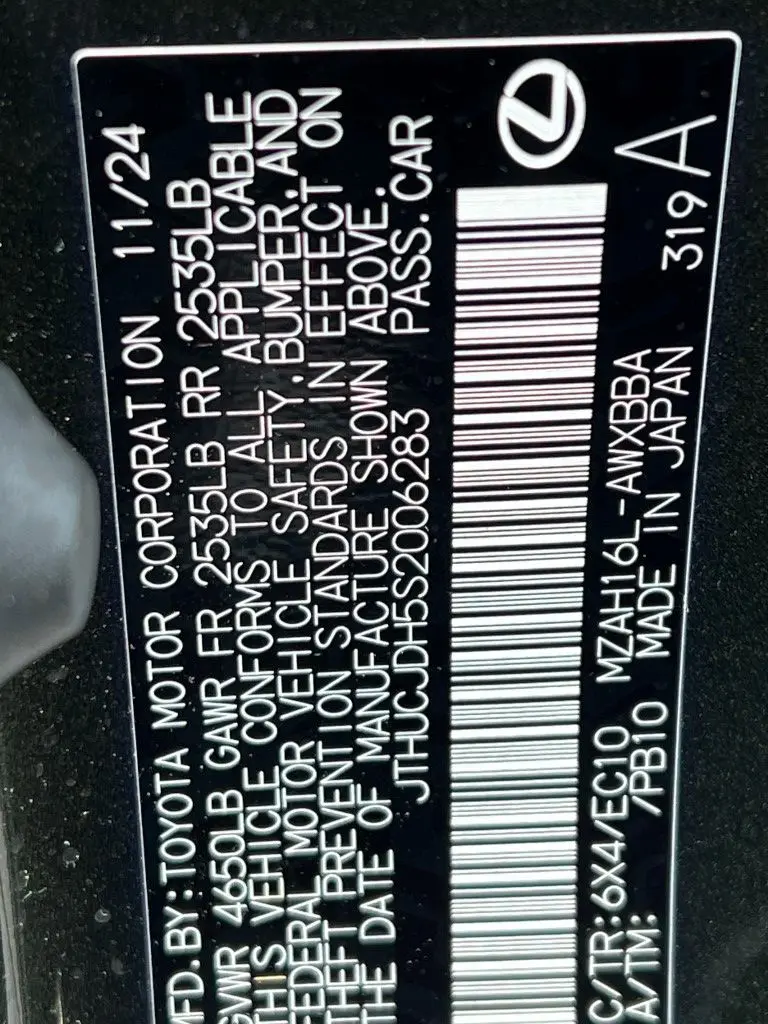 MFD.BY:TOYOTA MOTOR CORPORATION 11/24
GVWR 4650LB GAWR FR 2535LB RR 2535LB
THIS VEHICLE CONFORMS TO ALL APPLICABLE
FEDERAL MOTOR VEHICLE SAFETY,BUMPER,AND
THEFT PREVENTION STANDARDS IN EFFECT ON
THE DATE OF MANUFACTURE SHOWN ABOVE.
JTHUCJDH5S2006283 PASS.CAR
C/TR:6X4/EC10 MZAH16L-AWXBBA 319A
A/TM: /PB10 MADE IN JAPAN